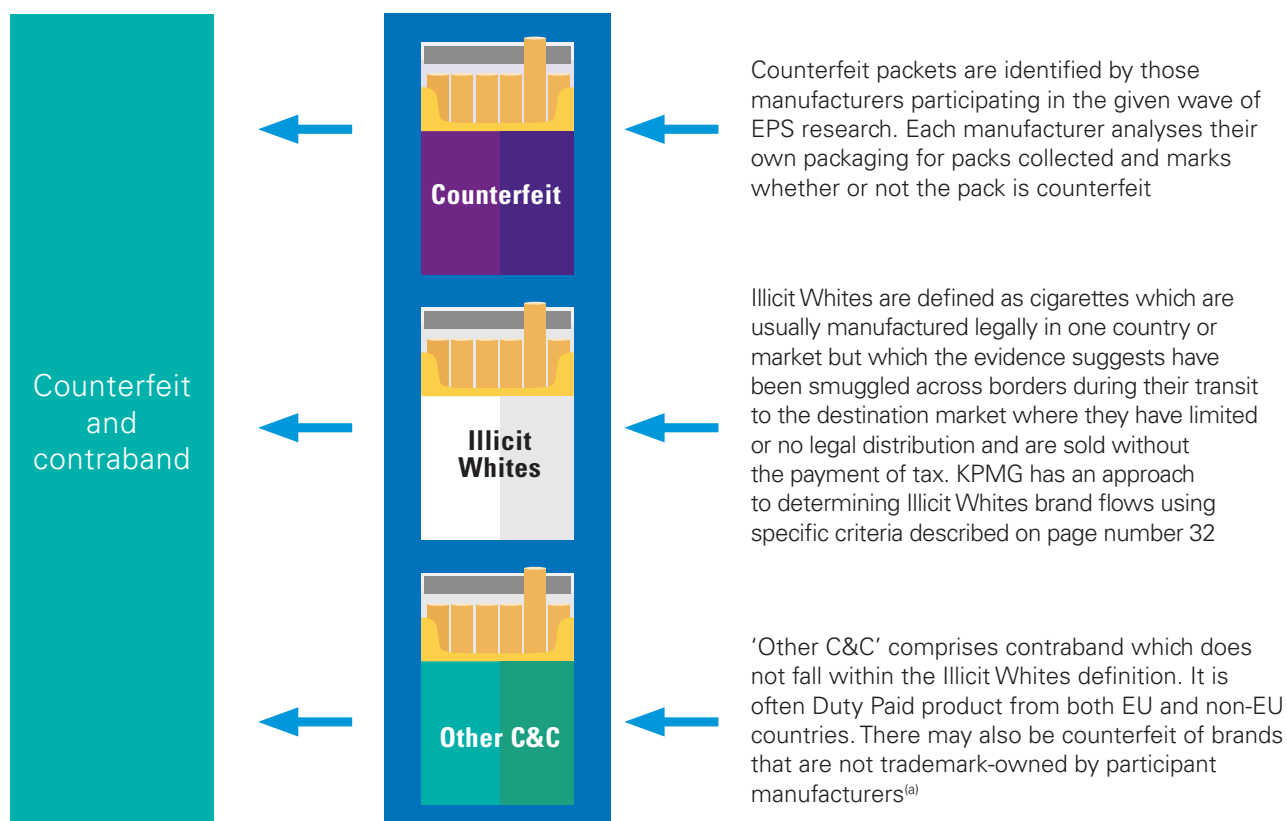 Counterfeit
and
contraband
Counterfeit
Counterfeit packets are identified by those
manufacturers participating in the given wave of
EPS research. Each manufacturer analyses their
own packaging for packs collected and marks
whether or not the pack is counterfeit
Illicit
Whites
Illicit Whites are defined as cigarettes which are
usually manufactured legally in one country or
market but which the evidence suggests have
been smuggled across borders during their transit
to the destination market where they have limited
or no legal distribution and are sold without
the payment of tax. KPMG has an approach
to determining Illicit Whites brand flows using
specific criteria described on page number 32
Other C&C
‘Other C&C’ comprises contraband which does
not fall within the Illicit Whites definition. It is
often Duty Paid product from both EU and non-EU
countries. There may also be counterfeit of brands
that are not trademark-owned by participant
manufacturers(a)